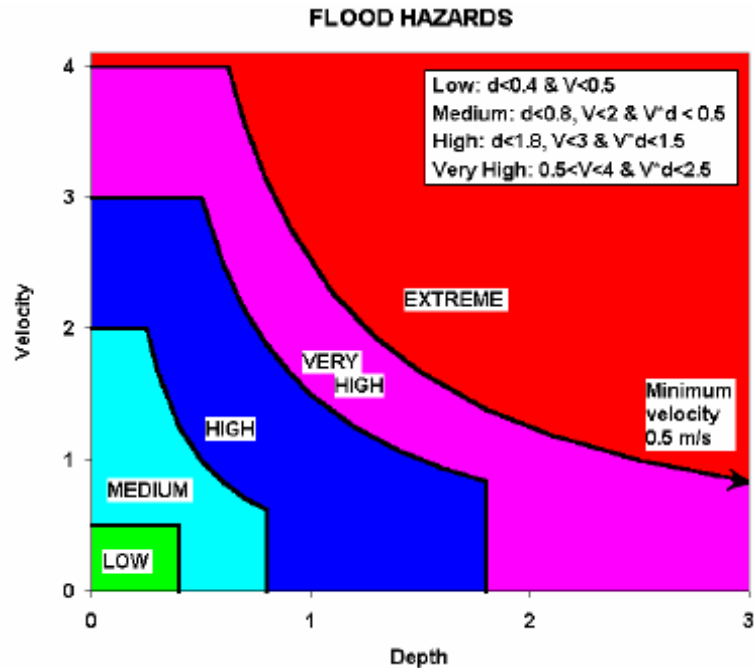 FLOOD HAZARDS
Low: d<0.4 & V<0.5
Medium: d<0.8, V<2 & V*d < 0.5
High: d<1.8, V<3 & V*d<1.5
Very High: 0.5<V<4 & V*d<2.5
4
3
2
1
0
Velocity
EXTREME
VERY
HIGH
Minimum
velocity
0.5 m/s
HIGH
MEDIUM
LOW
0
1
2
3
Depth